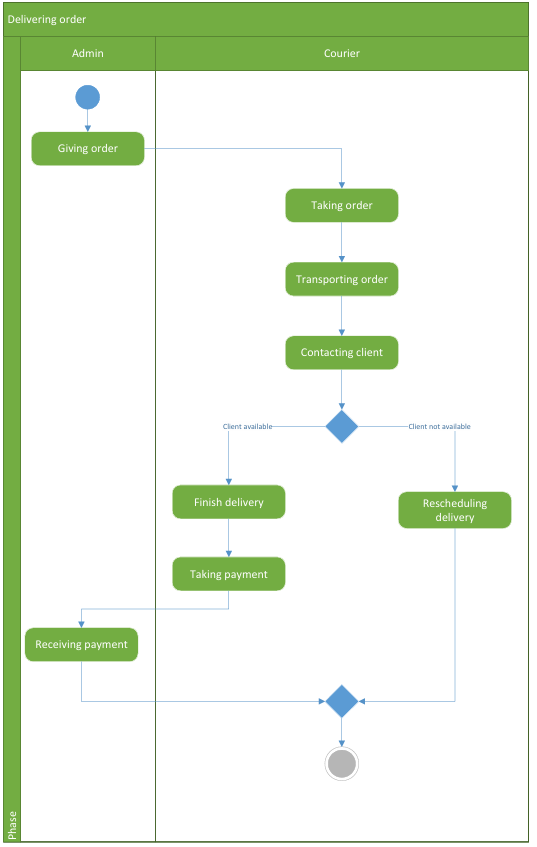 Delivering order
Admin
Courier
Giving order
Taking order
Transporting order
Contacting client
Client available
Client not available
Finish delivery
Rescheduling
delivery
Taking payment
Receiving payment
Phase